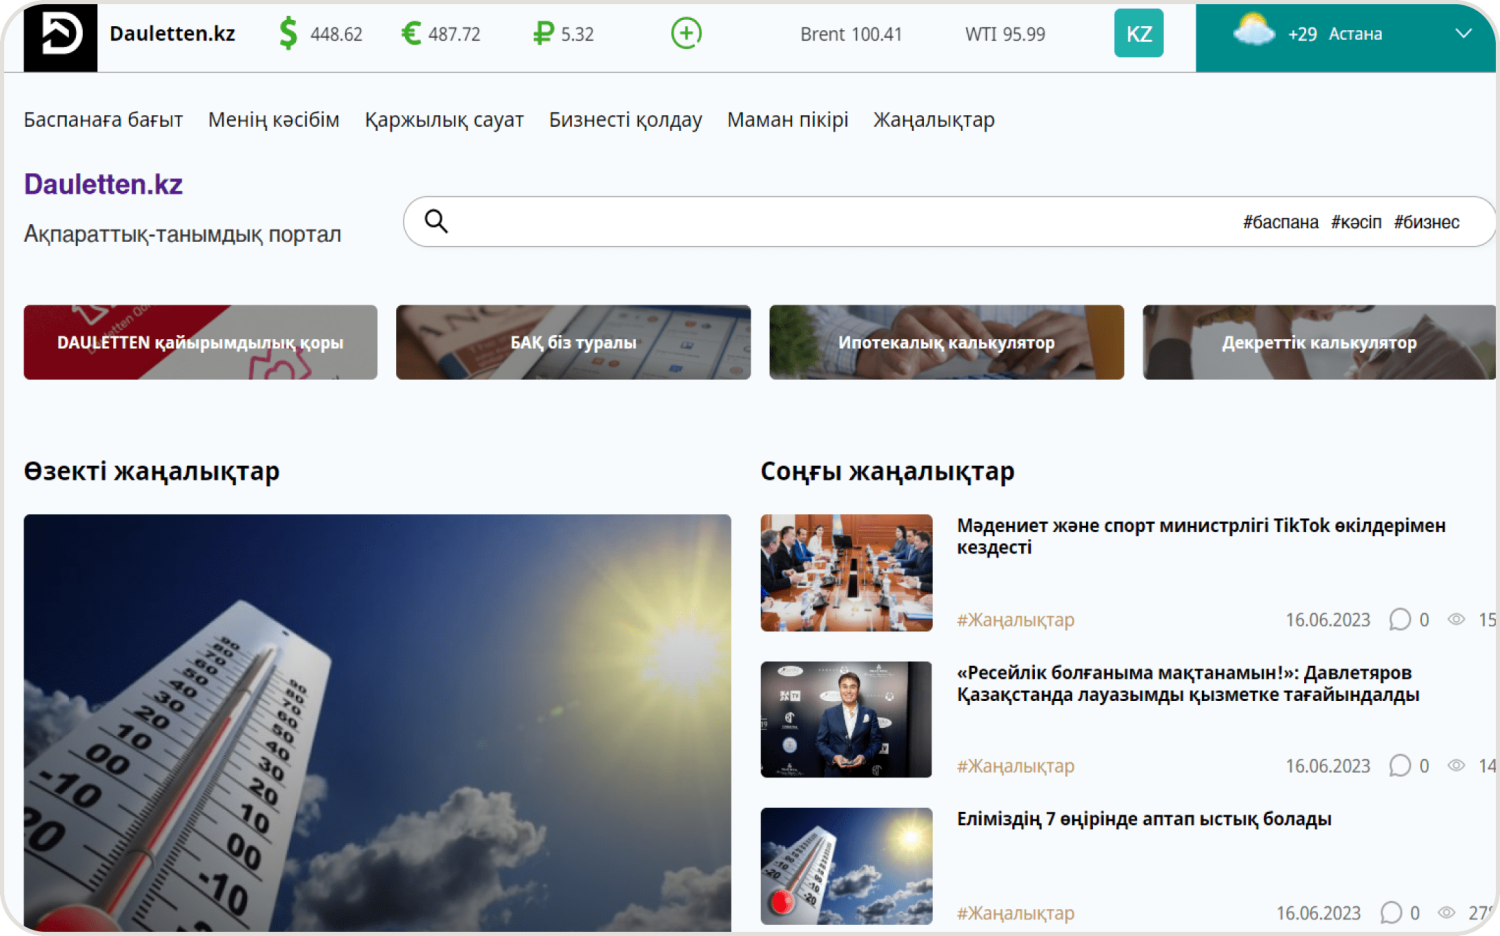 Dauletten.kz $ 448.62 € 487.72 ₽ 5.32 Brent 100.41 WTI 95.99 KZ +29 Астана
Баспанаға бағыт Менің кәсібім Қаржылық сауат Бизнесті қолдау Маман пікірі Жаңалықтар
Dauletten.kz
Ақпараттық-танымдық портал
#баспана #кәсіп #бизнес
DAULETTEN қайырымдылық қоры
БАҚ біз туралы
Ипотекалық калькулятор
Декреттік калькулятор
Өзекті жаңалықтар
Соңғы жаңалықтар
Мәдениет және спорт министрлігі TikTok өкілдерімен
кездесті
#Жаңалықтар 16.06.2023 0 15
«Ресейлік болғаныма мақтанамын!»: Давлетяров
Қазақстанда лауазымды қызметке тағайындалды
#Жаңалықтар 16.06.2023 0 14
Еліміздің 7 өңірінде аптап ыстық болады
#Жаңалықтар 16.06.2023 0